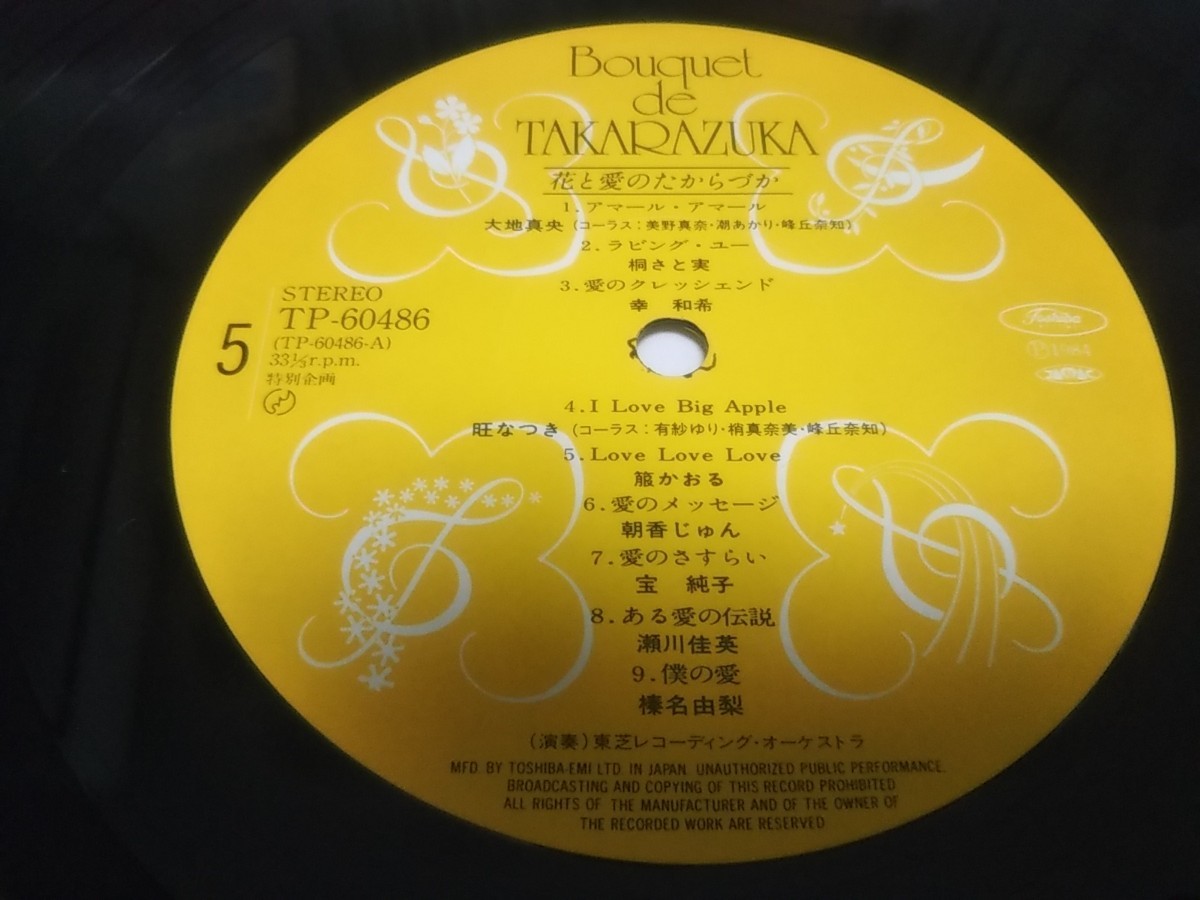 Bouquet
de
TAKARAZUKA
花と愛のたからづか
1.アマール・アマール
大地真央 (コーラス:美野真奈・潮あかり・峰丘奈知)
2.ラビング・ユー
桐さと実
3.愛のクレッシェンド
幸 和希
5
STEREO
TP-60486
(TP-60486-A)
33⅓r.p.m.
特別企画
Toshiba
Ⓟ1984
JASRAC
4.I Love Big Apple
旺なつき (コーラス:有紗ゆり・梢真奈美・峰丘奈知)
5.Love Love Love
箙かおる
6.愛のメッセージ
朝香じゅん
7.愛のさすらい
宝 純子
8.ある愛の伝説
瀬川佳英
9.僕の愛
榛名由梨
(演奏)東芝レコーディング・オーケストラ
MFD. BY TOSHIBA-EMI LTD. IN JAPAN. UNAUTHORIZED PUBLIC PERFORMANCE.
BROADCASTING AND COPYING OF THIS RECORD PROHIBITED
ALL RIGHTS OF THE MANUFACTURER AND OF THE OWNER OF
THE RECORDED WORK ARE RESERVED